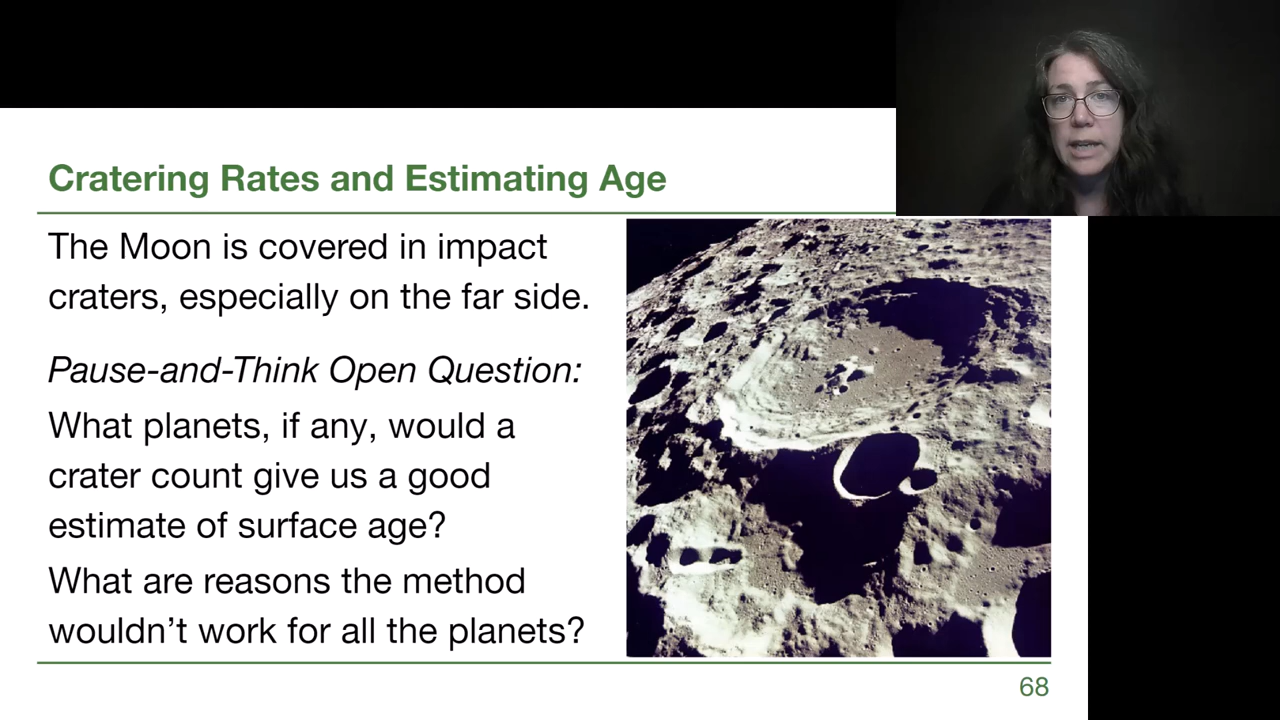 Cratering Rates and Estimating Age
The Moon is covered in impact
craters, especially on the far side.
Pause-and-Think Open Question:
What planets, if any, would a
crater count give us a good
estimate of surface age?
What are reasons the method
wouldn’t work for all the planets?
68